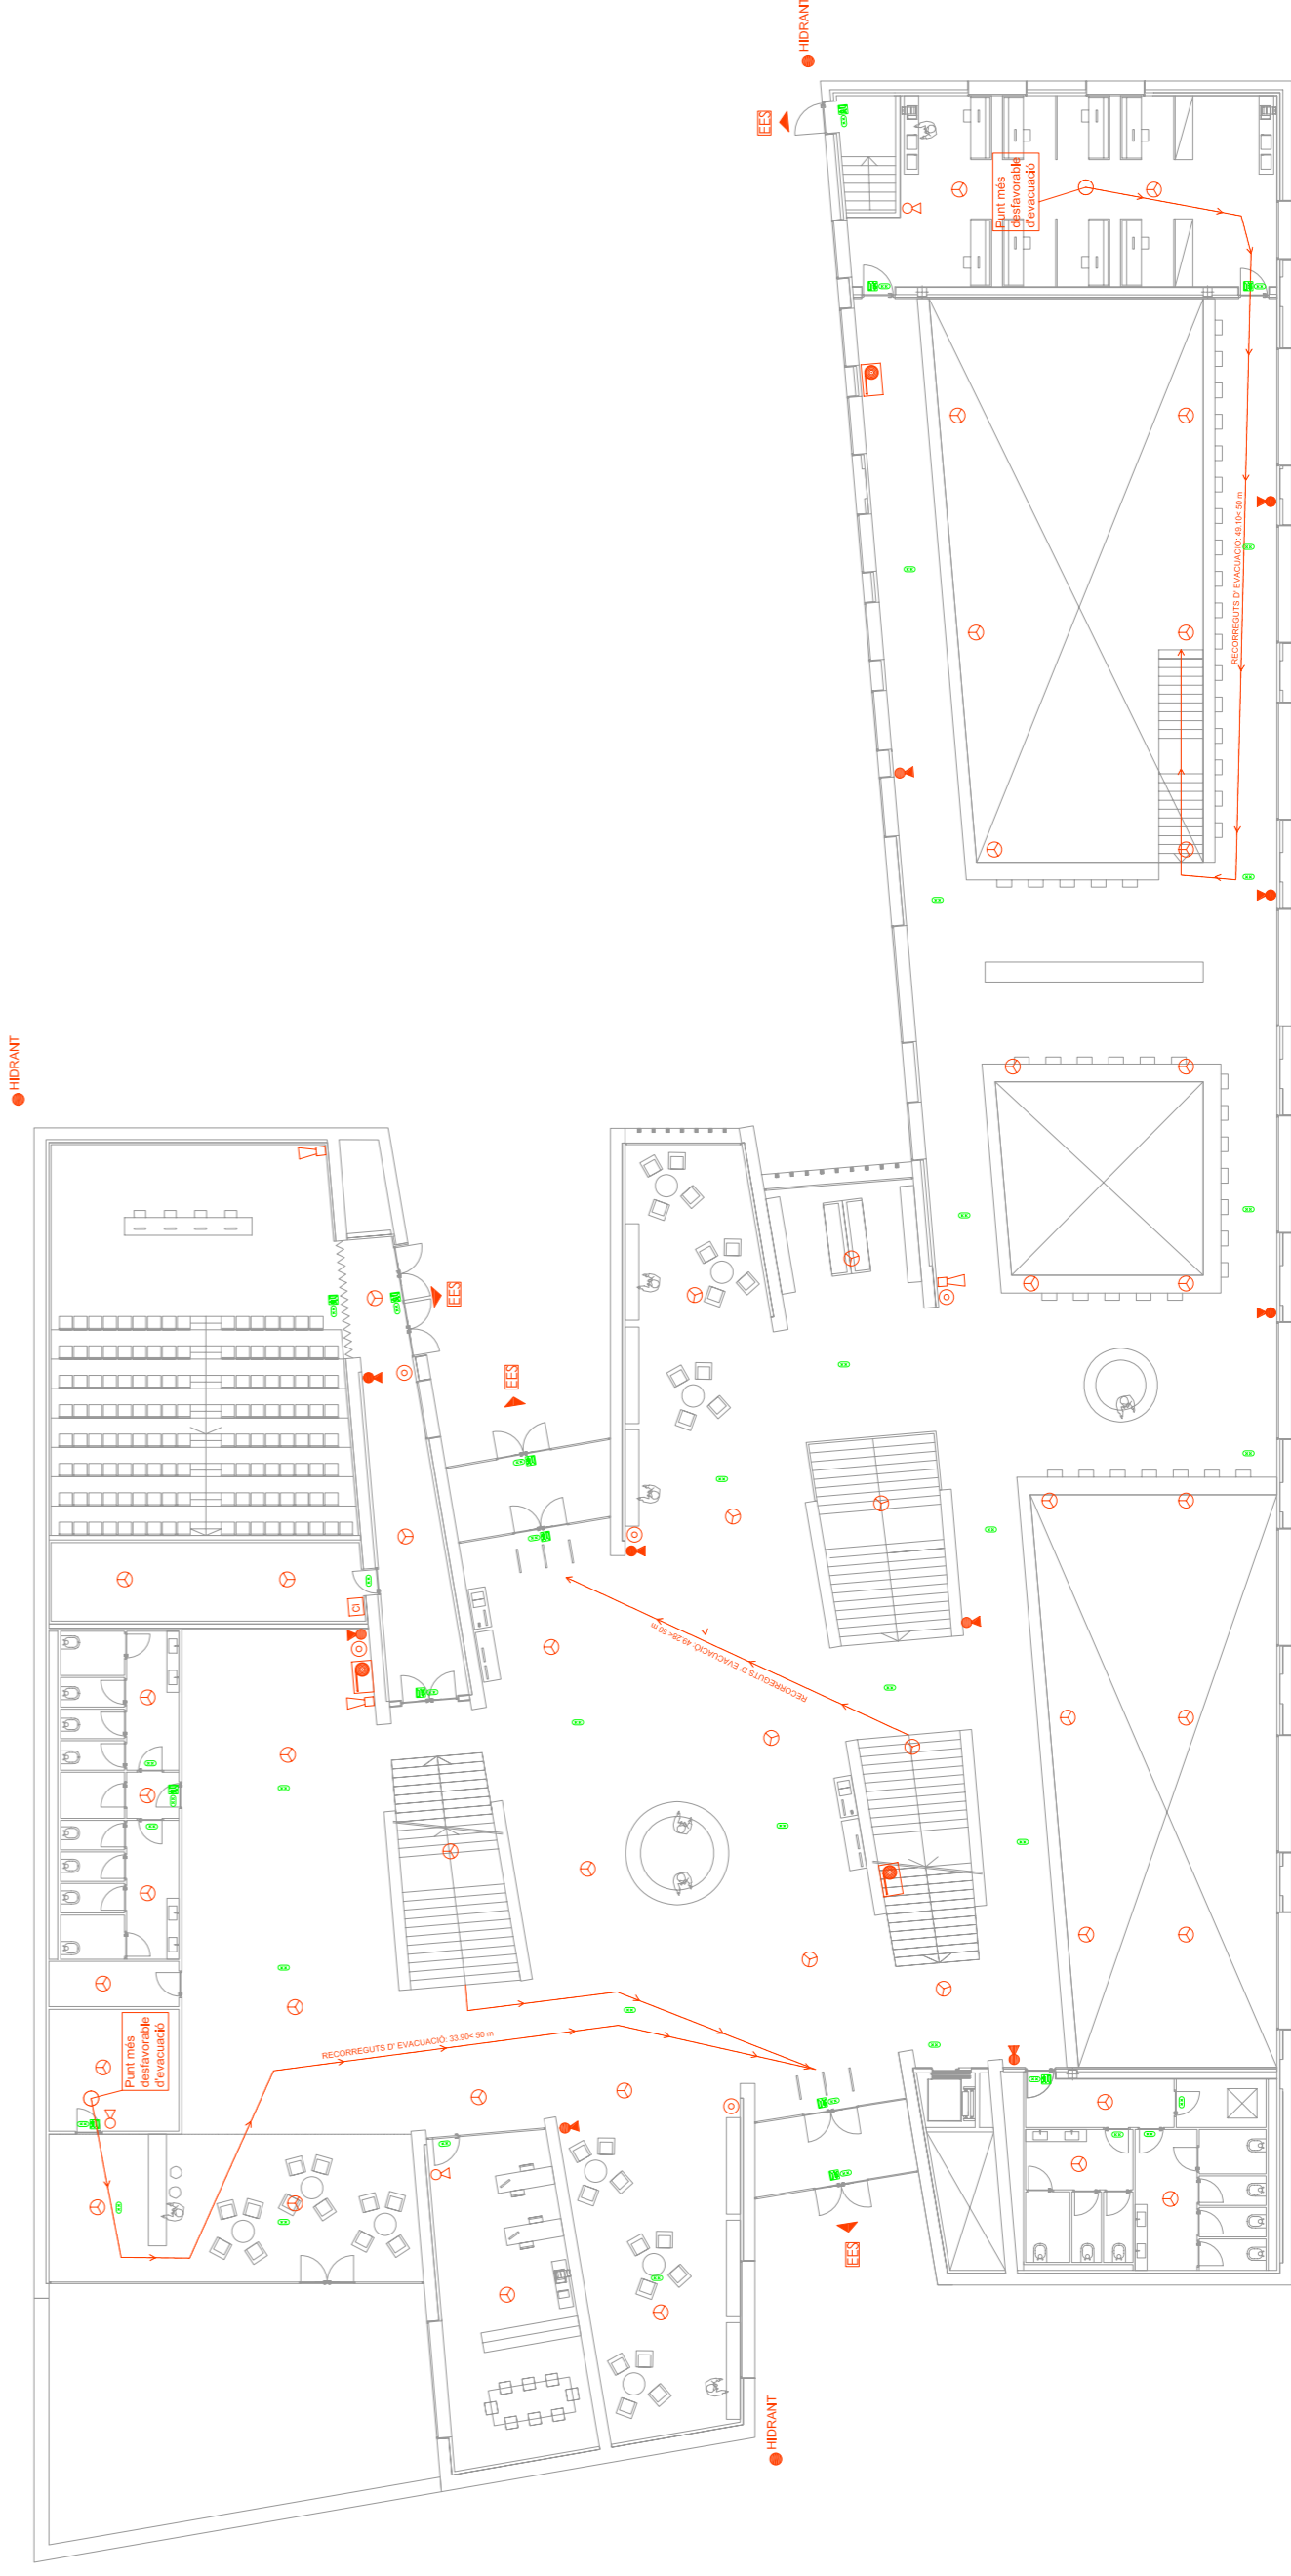 HIDRANT
EES
Punt més
desfavorable
d'evacuació
RECORREGUTS D' EVACUACIÓ: 49.10< 50 m
HIDRANT
EES
EES
CI
RECORREGUTS D' EVACUACIÓ: 49.28< 50 m
Punt més
desfavorable
d'evacuació
RECORREGUTS D' EVACUACIÓ: 33.90< 50 m
EES
HIDRANT